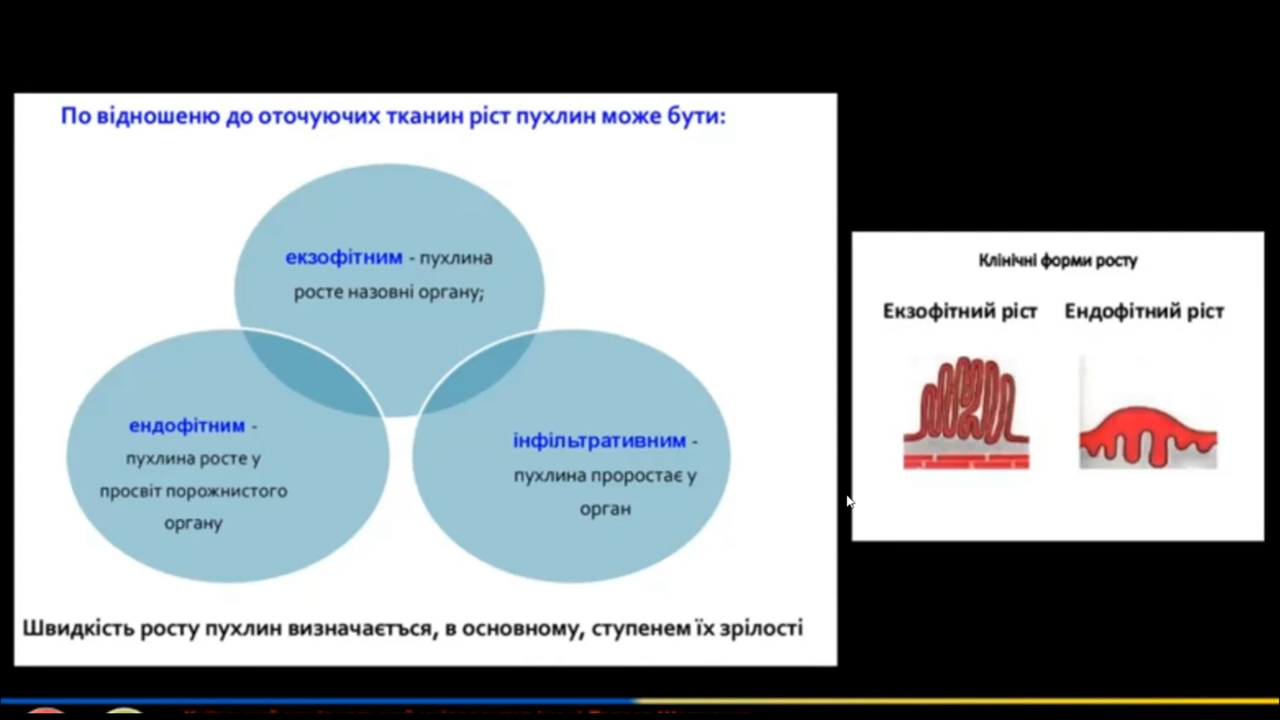 По відношеню до оточуючих тканин ріст пухлин може бути:
екзофітним - пухлина
росте назовні органу;
ендофітним -
пухлина росте у
просвіт порожнистого
органу
інфільтративним -
пухлина проростає у
орган
Швидкість росту пухлин визначається, в основному, ступенем їх зрілості
Клінічні форми росту
Екзофітний ріст Ендофітний ріст